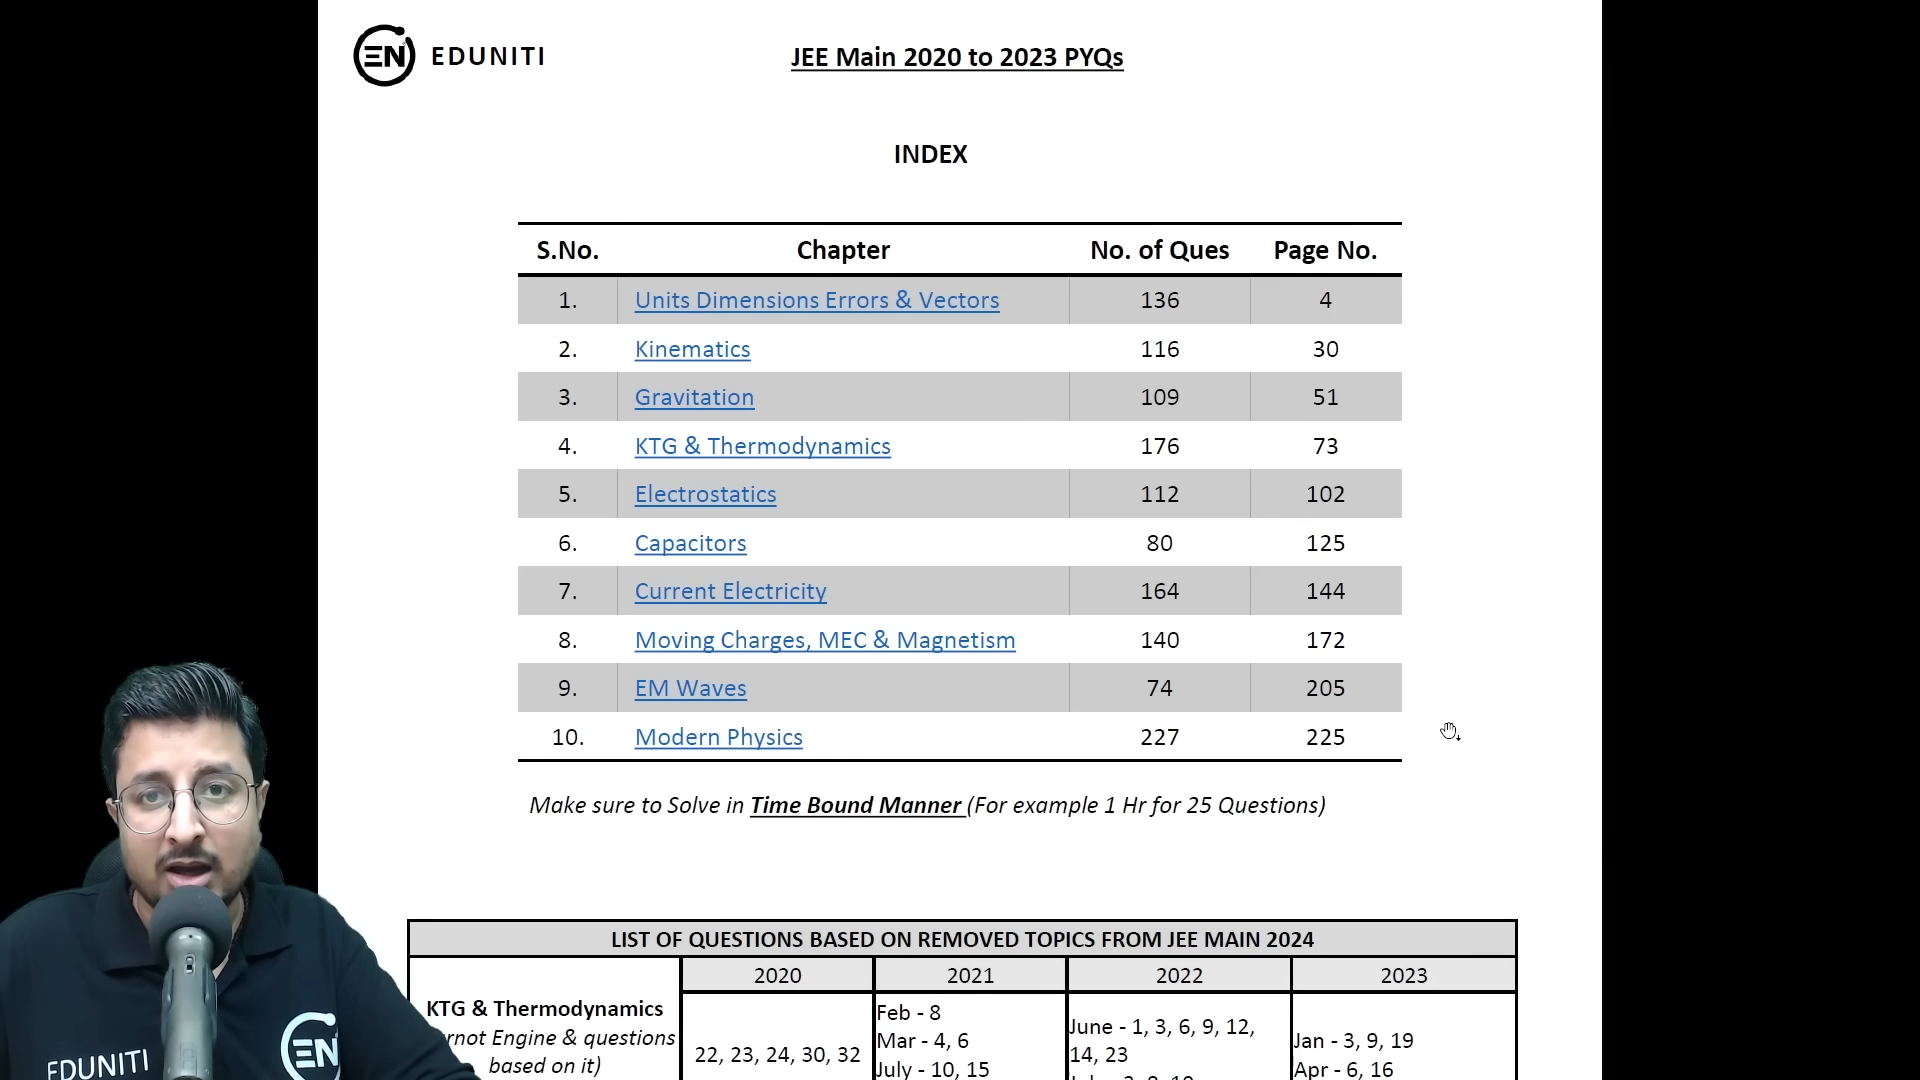 EN EDUNITI
JEE Main 2020 to 2023 PYQs
INDEX
S.No. Chapter No. of Ques Page No.
1. Units Dimensions Errors & Vectors 136 4
2. Kinematics 116 30
3. Gravitation 109 51
4. KTG & Thermodynamics 176 73
5. Electrostatics 112 102
6. Capacitors 80 125
7. Current Electricity 164 144
8. Moving Charges, MEC & Magnetism 140 172
9. EM Waves 74 205
10. Modern Physics 227 225
Make sure to Solve in Time Bound Manner (For example 1 Hr for 25 Questions)
LIST OF QUESTIONS BASED ON REMOVED TOPICS FROM JEE MAIN 2024
2020 2021 2022 2023
KTG & Thermodynamics
Engine & questions
based on it)
22, 23, 24, 30, 32
Feb - 8
Mar - 4, 6
July - 10, 15
June - 1, 3, 6, 9, 12,
14, 23
Jan - 3, 9, 19
Apr - 6, 16
EDUNITI
EN